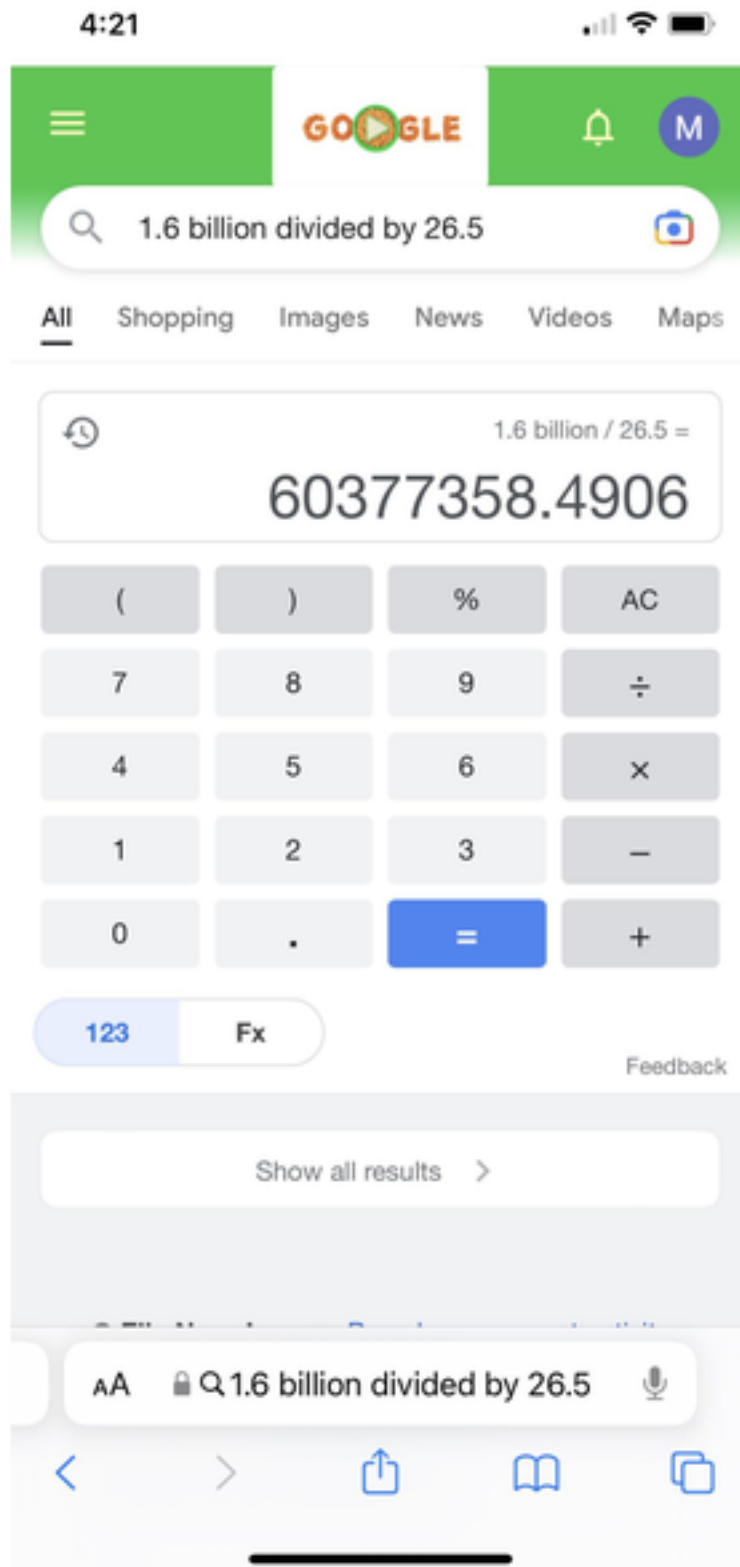 4:21
GOOGLE
M
1.6 billion divided by 26.5
All Shopping Images News Videos Maps
1.6 billion / 26.5 =
60377358.4906
( ) % AC
7 8 9 ÷
4 5 6 ×
1 2 3 −
0 . = +
123 Fx
Feedback
Show all results >
AA 1.6 billion divided by 26.5